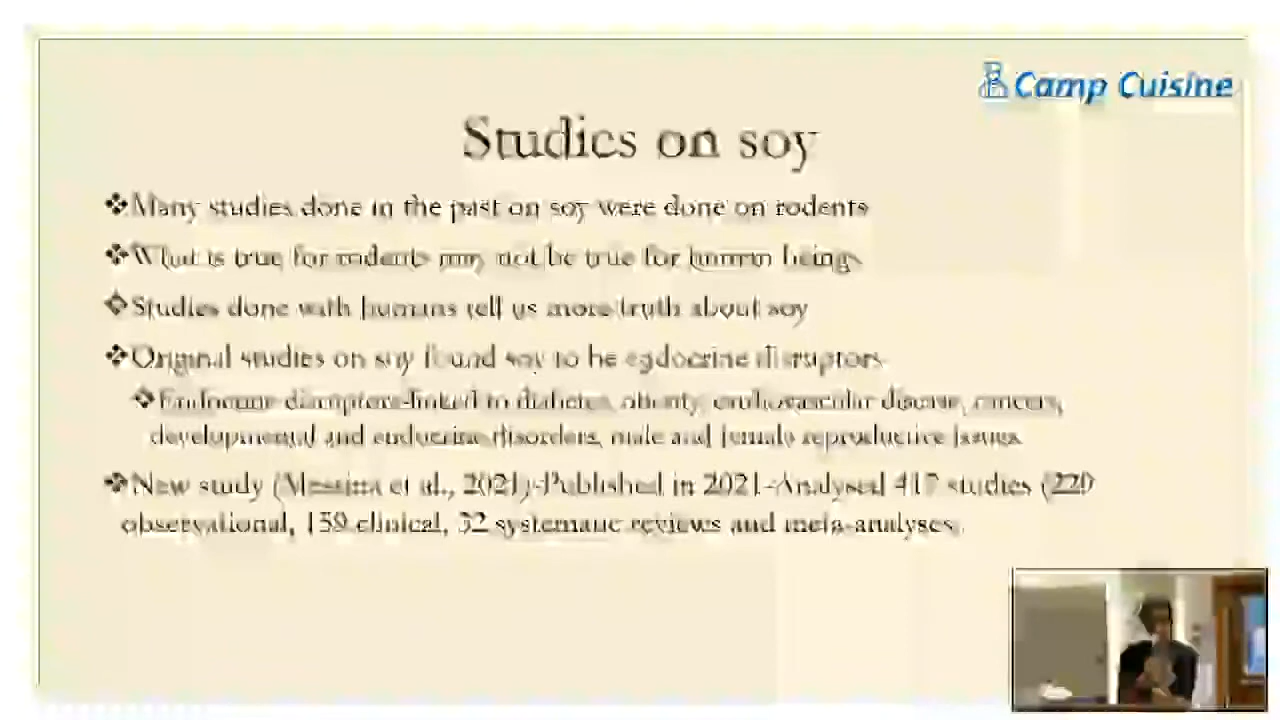 Camp Cuisine
Studies on soy
❖Many studies done in the past on soy were done on rodents
❖What is true for rodents may not be true for human beings
❖Studies done with humans tell us more truth about soy
❖Original studies on soy found soy to be endocrine disruptors
❖Endocrine disruptors-linked to diabetes, obesity, cardiovascular disease, cancers,
developmental and endocrine disorders, male and female reproductive issues
❖New study (Messina et al., 2021)-Published in 2021-Analysed 417 studies (229
observational, 159 clinical, 32 systematic reviews and meta-analyses